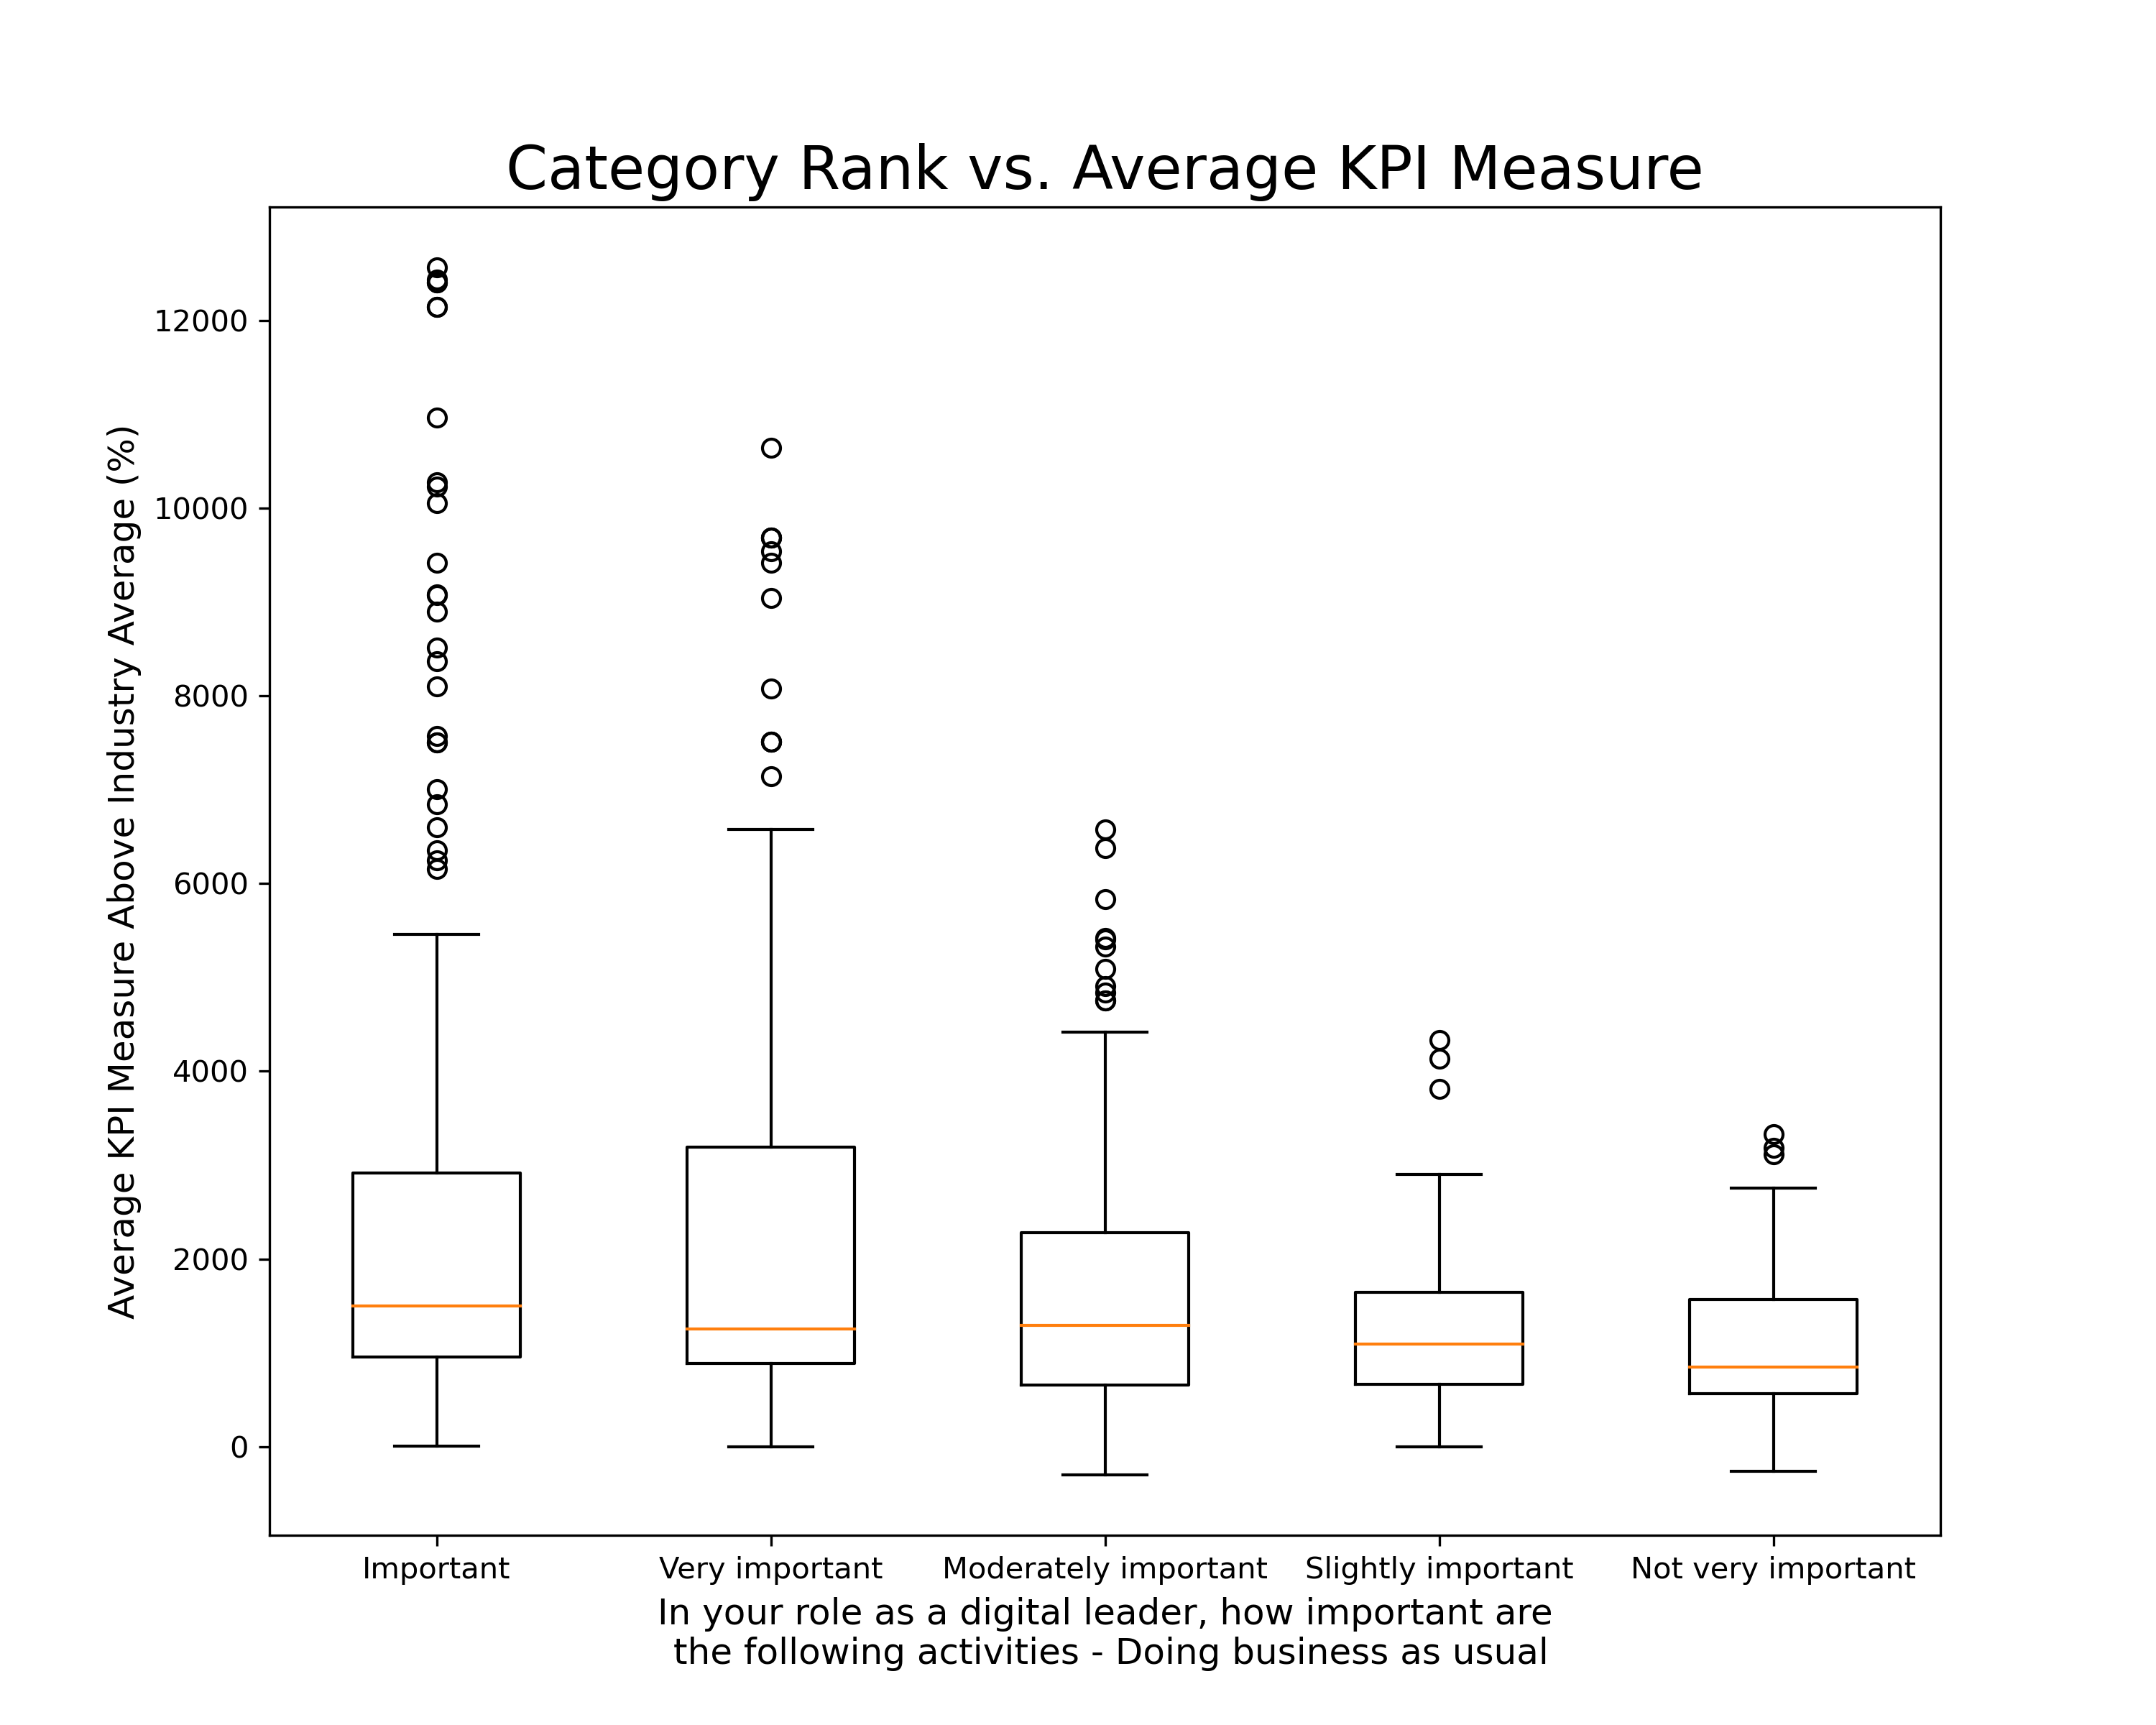 Category Rank vs. Average KPI Measure
Average KPI Measure Above Industry Average (%)
12000
10000
8000
6000
4000
2000
0
Important
Very important
Moderately important
Slightly important
Not very important
In your role as a digital leader, how important are
the following activities - Doing business as usual